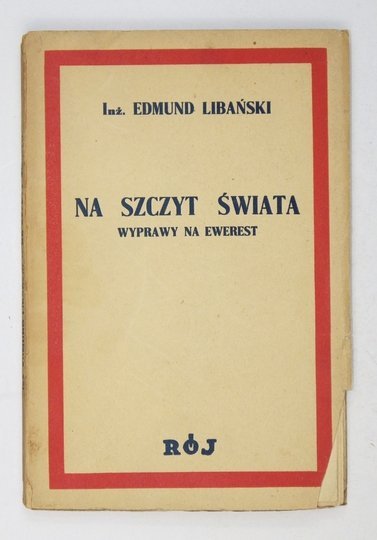 Inż. EDMUND LIBAŃSKI
NA SZCZYT ŚWIATA
WYPRAWY NA EWEREST
RÓJ